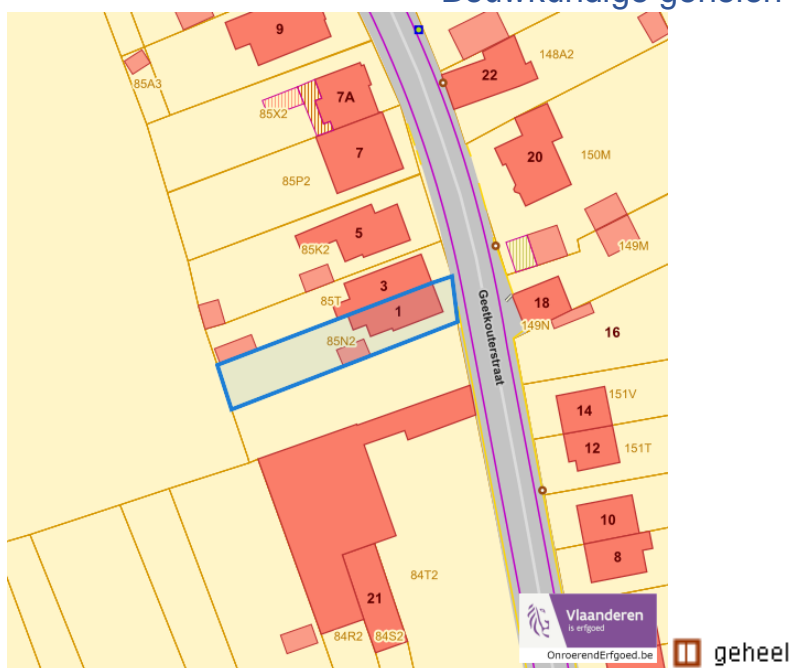 Bouwkundige gehelen
9
22
148A2
85A3
7A
85X2
7
20
150M
85P2
5
85K2
149M
3
85T
1
18
Geetkouterstraat
149N
16
85N2
151V
14
12
151T
10
8
84T2
21
84R2
84S2
Vlaanderen
is erfgoed
OnroerendErfgoed.be
geheel